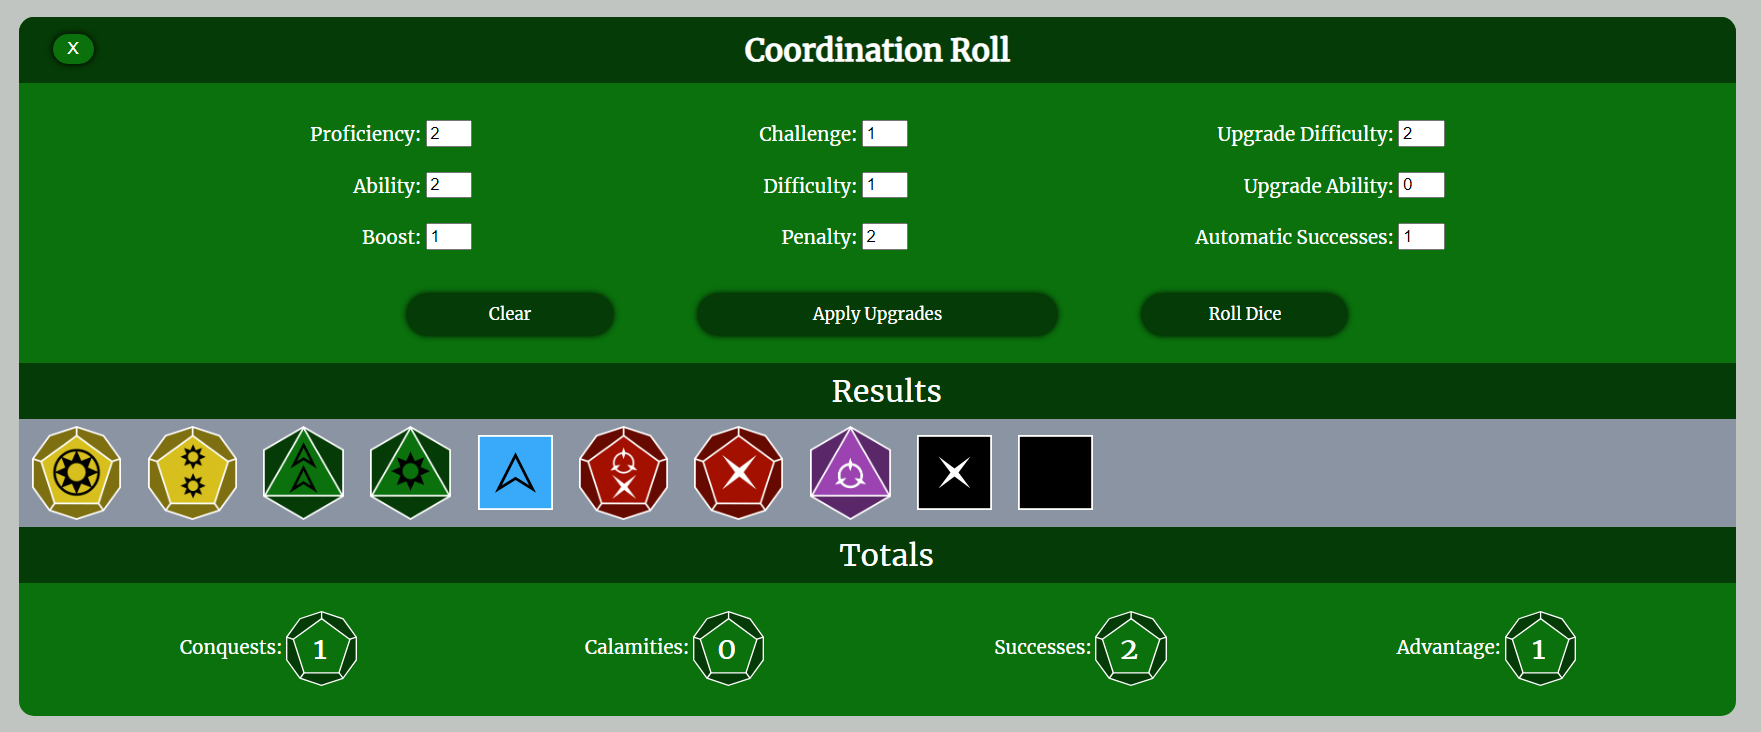 X
Coordination Roll
Proficiency: 2 Challenge: 1 Upgrade Difficulty: 2
Ability: 2 Difficulty: 1 Upgrade Ability: 0
Boost: 1 Penalty: 2 Automatic Successes: 1
Clear Apply Upgrades Roll Dice
Results
Totals
Conquests: 1 Calamities: 0 Successes: 2 Advantage: 1